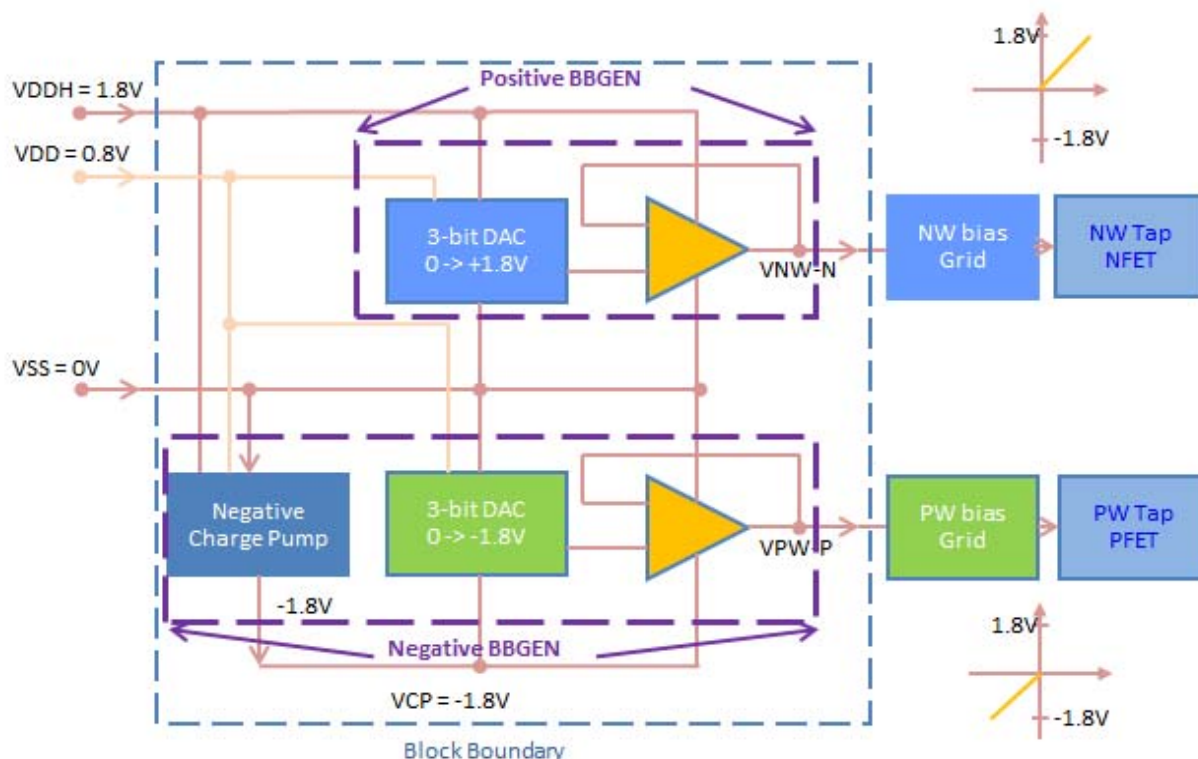 1.8V
Positive BBGEN
VDDH = 1.8V
-1.8V
VDD = 0.8V
3-bit DAC
0 -> +1.8V
NW bias
Grid
NW Tap
NFET
VNW-N
VSS = 0V
Negative
Charge Pump
3-bit DAC
0 -> -1.8V
PW bias
Grid
PW Tap
PFET
VPW-P
-1.8V
1.8V
Negative BBGEN
VCP = -1.8V
-1.8V
Block Boundary